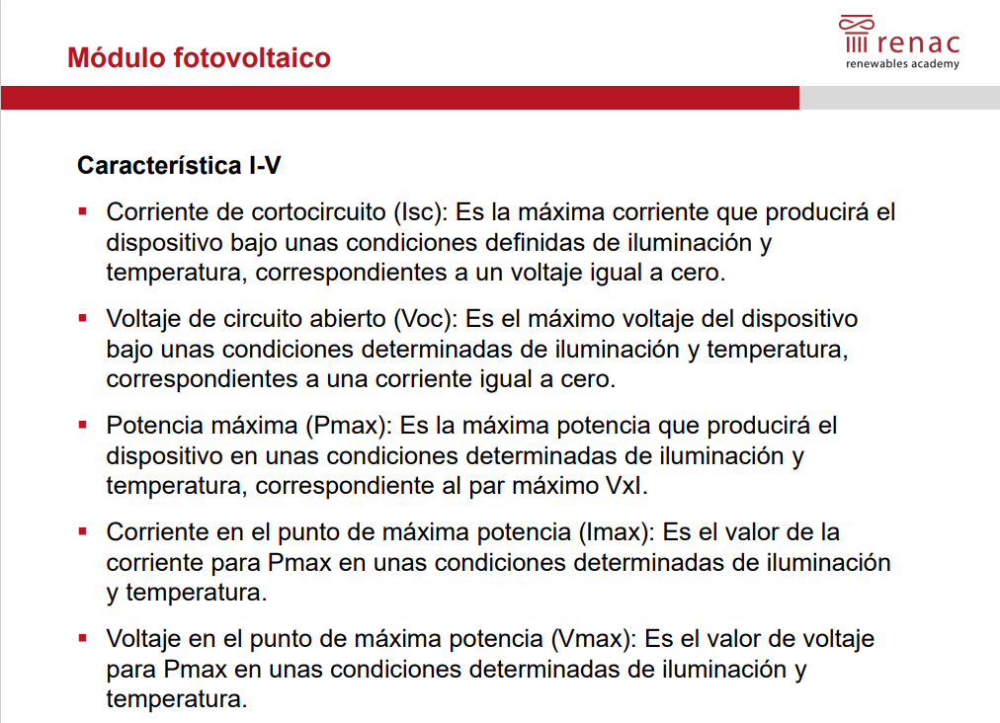 Módulo fotovoltaico
renac
renewables academy
Característica I-V
▪ Corriente de cortocircuito (Isc): Es la máxima corriente que producirá el
dispositivo bajo unas condiciones definidas de iluminación y
temperatura, correspondientes a un voltaje igual a cero.
▪ Voltaje de circuito abierto (Voc): Es el máximo voltaje del dispositivo
bajo unas condiciones determinadas de iluminación y temperatura,
correspondientes a una corriente igual a cero.
▪ Potencia máxima (Pmax): Es la máxima potencia que producirá el
dispositivo en unas condiciones determinadas de iluminación y
temperatura, correspondiente al par máximo VxI.
▪ Corriente en el punto de máxima potencia (Imax): Es el valor de la
corriente para Pmax en unas condiciones determinadas de iluminación
y temperatura.
▪ Voltaje en el punto de máxima potencia (Vmax): Es el valor de voltaje
para Pmax en unas condiciones determinadas de iluminación y
temperatura.